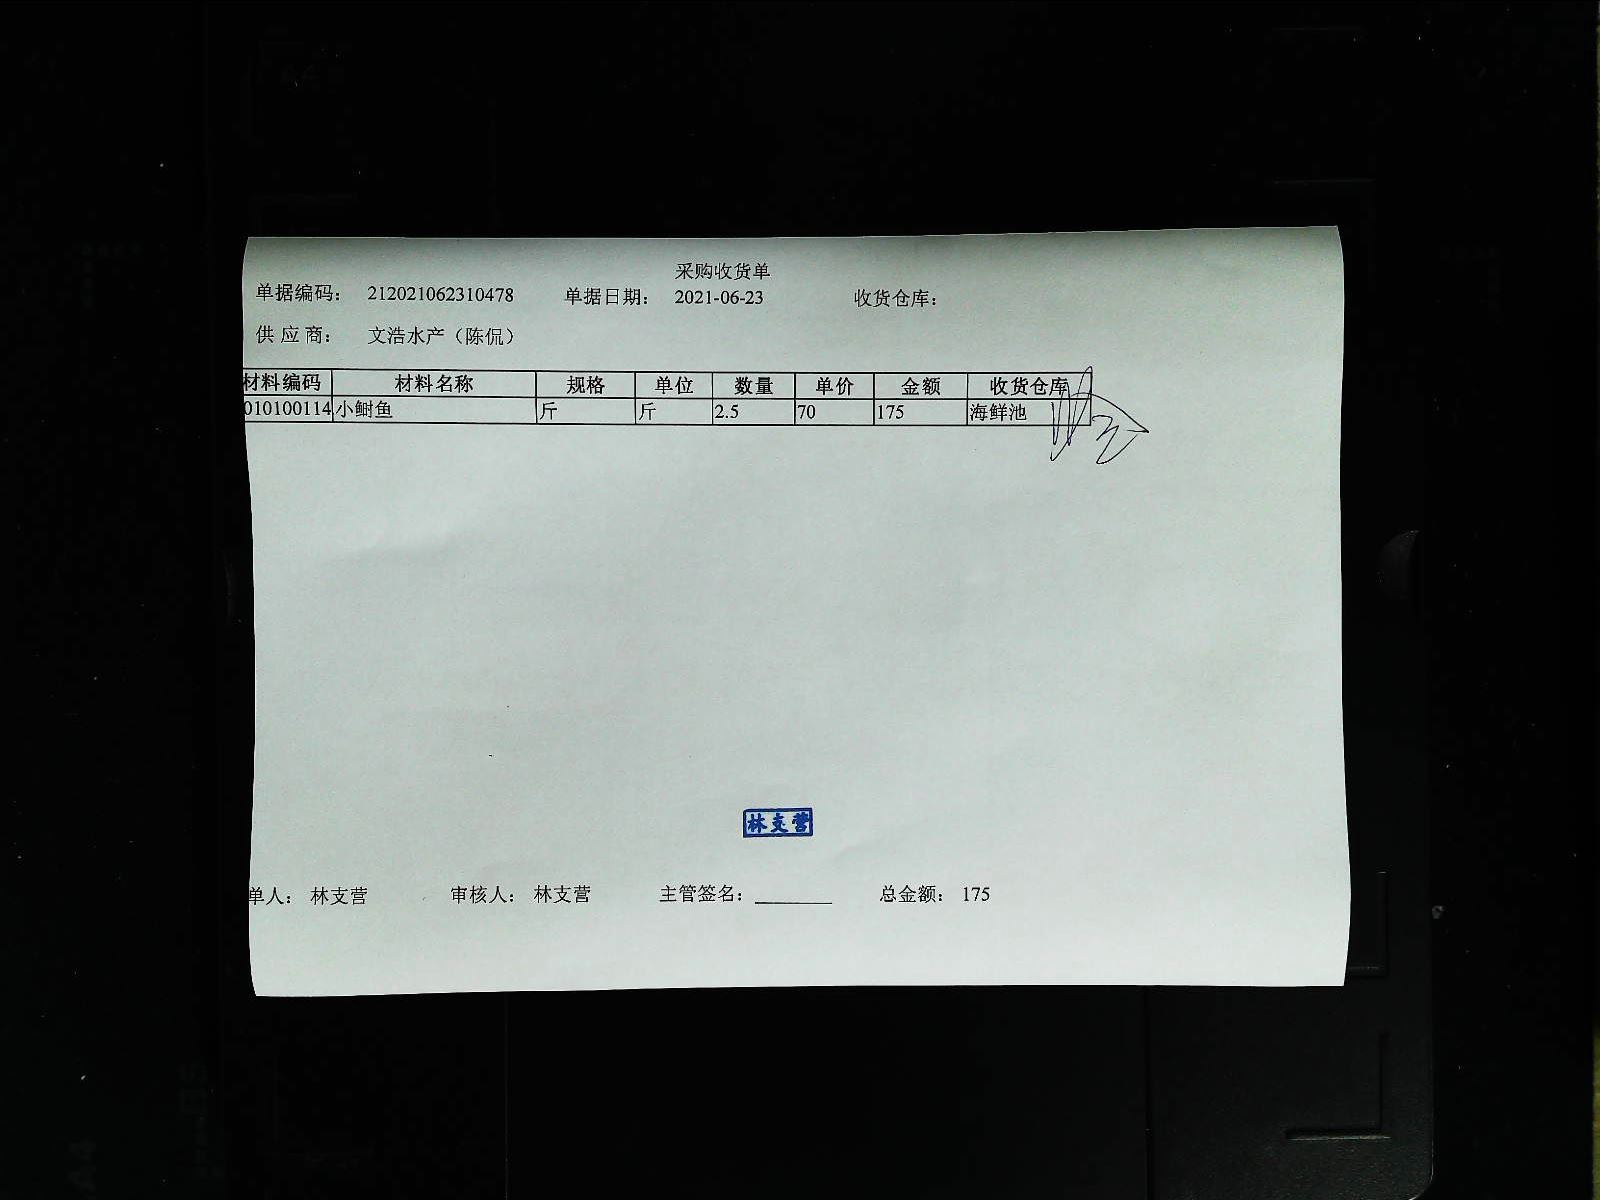 采购收货单
单据编码： 212021062310478 单据日期： 2021-06-23 收货仓库：
供 应 商： 文浩水产（陈侃）
材料编码 材料名称 规格 单位 数量 单价 金额 收货仓库
010100114 小鲥鱼 斤 斤 2.5 70 175 海鲜池
林支营
单人： 林支营 审核人： 林支营 主管签名： 总金额： 175